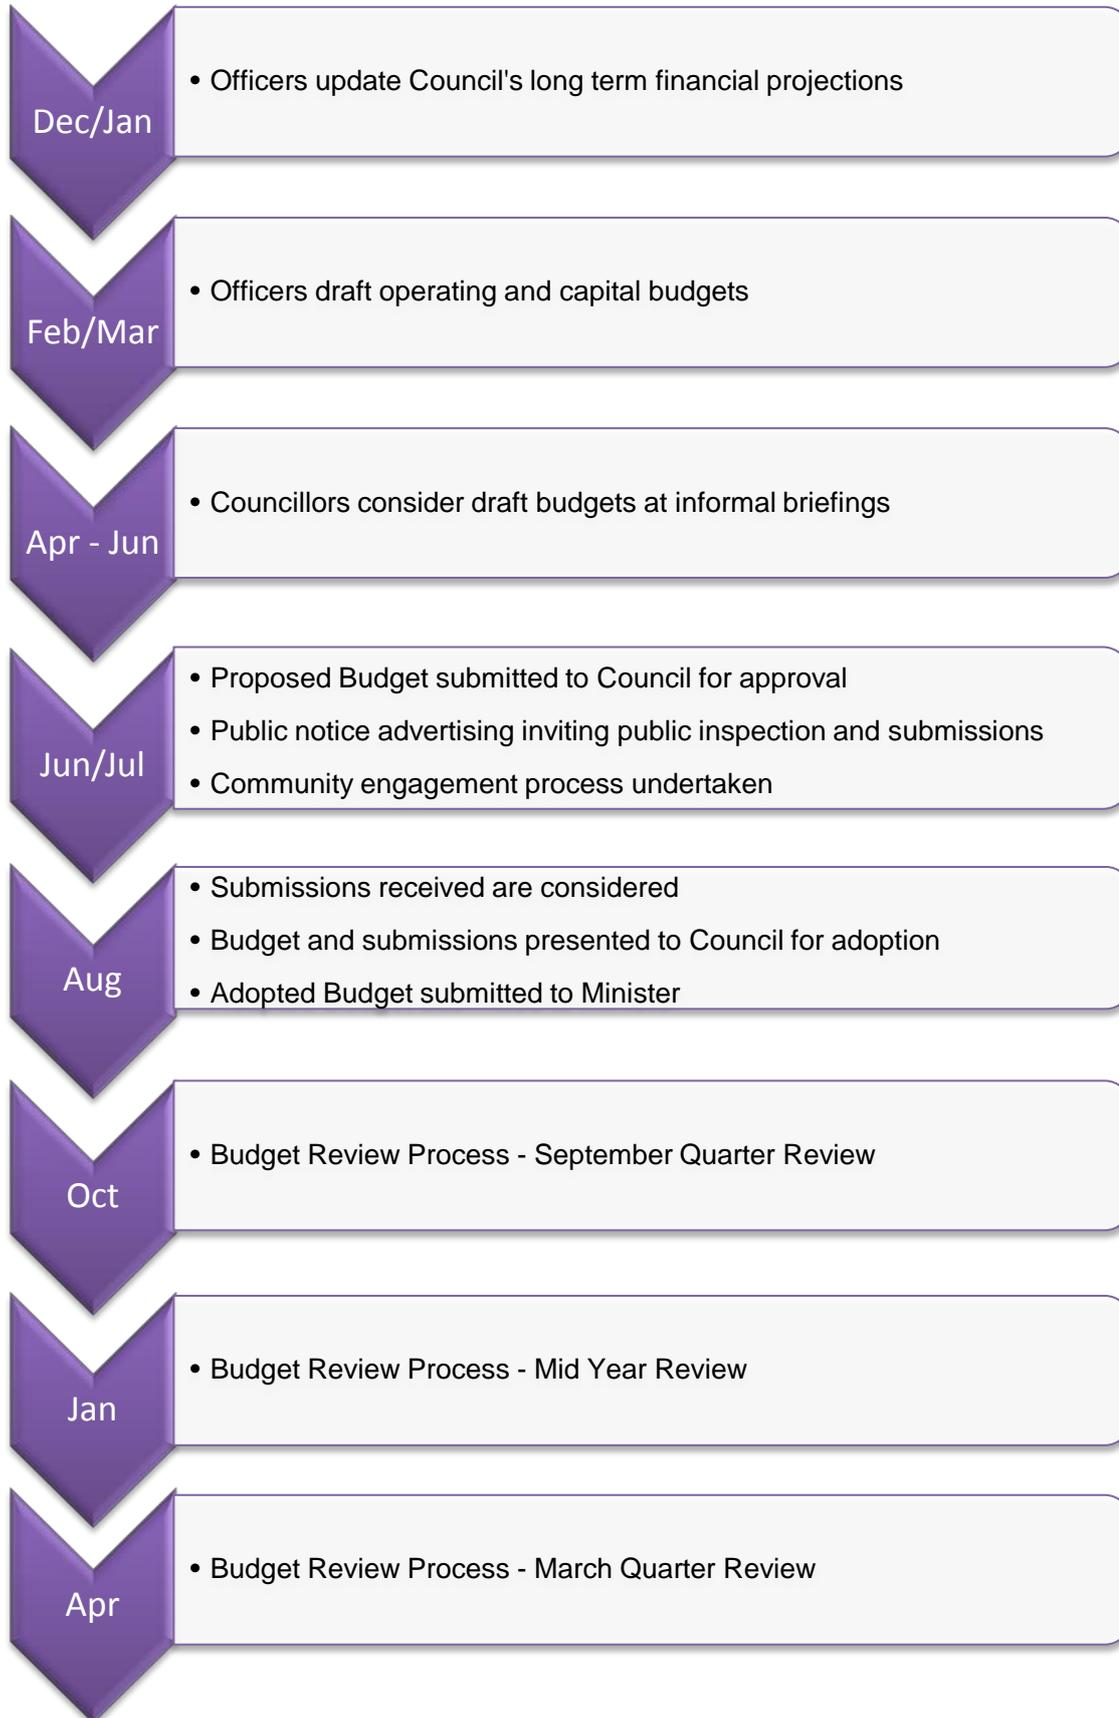 Dec/Jan
• Officers update Council's long term financial projections
Feb/Mar
• Officers draft operating and capital budgets
Apr - Jun
• Councillors consider draft budgets at informal briefings
Jun/Jul
• Proposed Budget submitted to Council for approval
• Public notice advertising inviting public inspection and submissions
• Community engagement process undertaken
Aug
• Submissions received are considered
• Budget and submissions presented to Council for adoption
• Adopted Budget submitted to Minister
Oct
• Budget Review Process - September Quarter Review
Jan
• Budget Review Process - Mid Year Review
Apr
• Budget Review Process - March Quarter Review